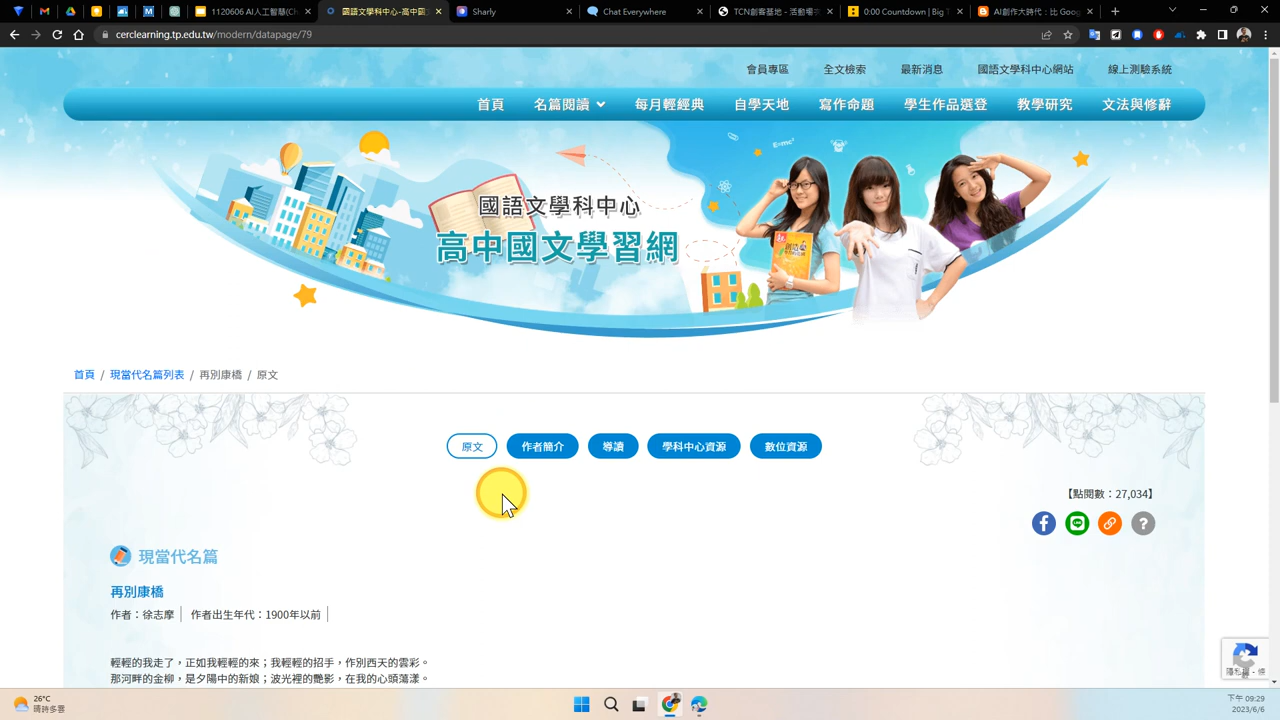 1120606 AI人工智慧(Ch
國語文學科中心-高中國文
Sharly
Chat Everywhere
TCN創客基地 - 活動場
0:00 Countdown | Big T
AI創作大時代：比 Goog
cerclearning.tp.edu.tw/modern/datapage/79
會員專區 全文檢索 最新消息 國語文學科中心網站 線上測驗系統
首頁 名篇閱讀 每月輕經典 自學天地 寫作命題 學生作品選登 教學研究 文法與修辭
E=mc²
國語文學科中心
高中國文學習網
首頁 / 現當代名篇列表 / 再別康橋 / 原文
原文 作者簡介 導讀 學科中心資源 數位資源
【點閱數：27,034】
現當代名篇
再別康橋
作者：徐志摩 作者出生年代：1900年以前
輕輕的我走了，正如我輕輕的來；我輕輕的招手，作別西天的雲彩。
那河畔的金柳，是夕陽中的新娘；波光裡的艷影，在我的心頭蕩漾。
隱私權 - 條
26°C
晴時多雲
下午 09:29
2023/6/6